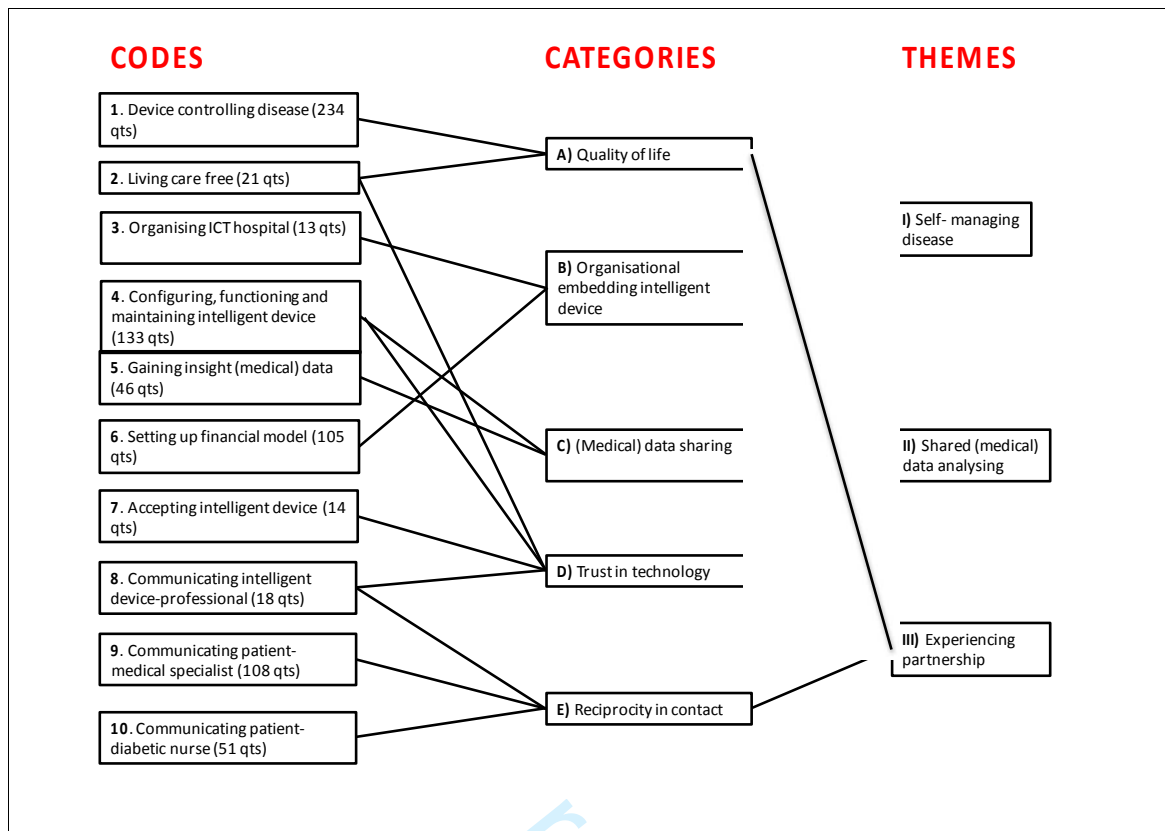 CODES
CATEGORIES
THEMES
1. Device controlling disease (234
qts)
2. Living care free (21 qts)
3. Organising ICT hospital (13 qts)
4. Configuring, functioning and
maintaining intelligent device
(133 qts)
5. Gaining insight (medical) data
(46 qts)
6. Setting up financial model (105
qts)
7. Accepting intelligent device (14
qts)
8. Communicating intelligent
device-professional (18 qts)
9. Communicating patient-
medical specialist (108 qts)
10. Communicating patient-
diabetic nurse (51 qts)
A) Quality of life
B) Organisational
embedding intelligent
device
C) (Medical) data sharing
D) Trust in technology
E) Reciprocity in contact
I) Self- managing
disease
II) Shared (medical)
data analysing
III) Experiencing
partnership